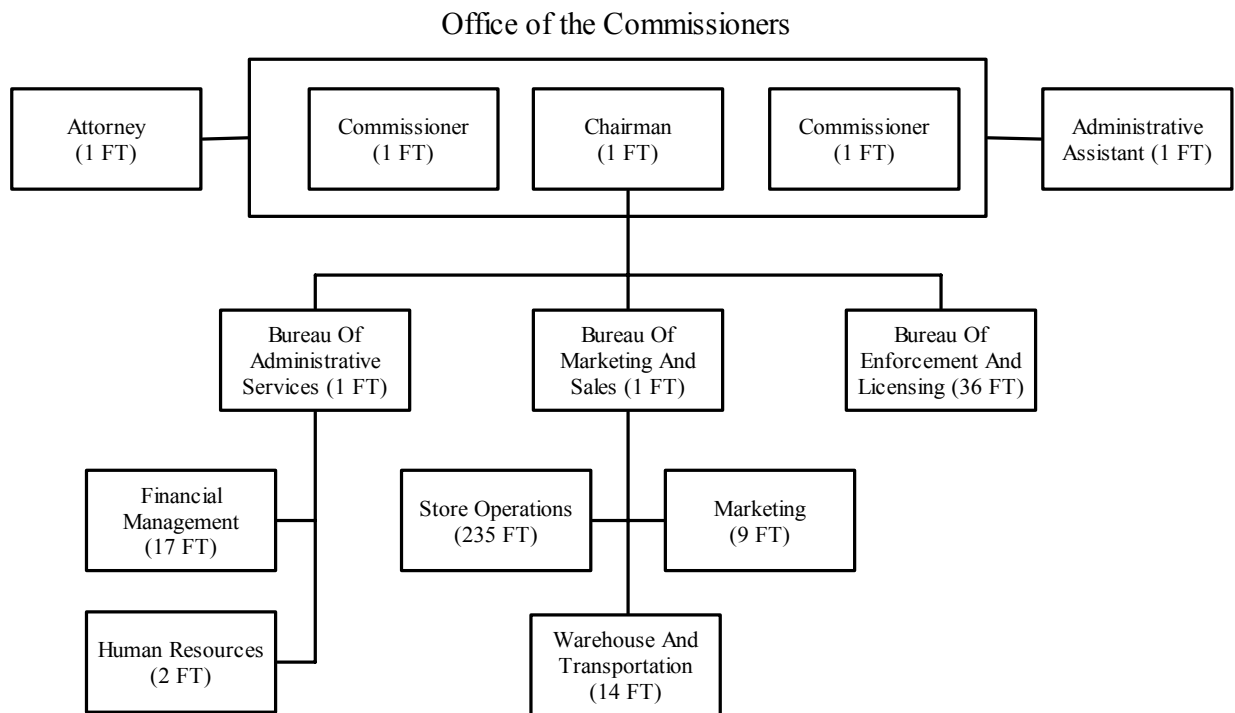 Office of the Commissioners
Attorney
(1 FT)
Commissioner
(1 FT)
Chairman
(1 FT)
Commissioner
(1 FT)
Administrative
Assistant (1 FT)
Bureau Of
Administrative
Services (1 FT)
Bureau Of
Marketing And
Sales (1 FT)
Bureau Of
Enforcement And
Licensing (36 FT)
Financial
Management
(17 FT)
Store Operations
(235 FT)
Marketing
(9 FT)
Human Resources
(2 FT)
Warehouse And
Transportation
(14 FT)